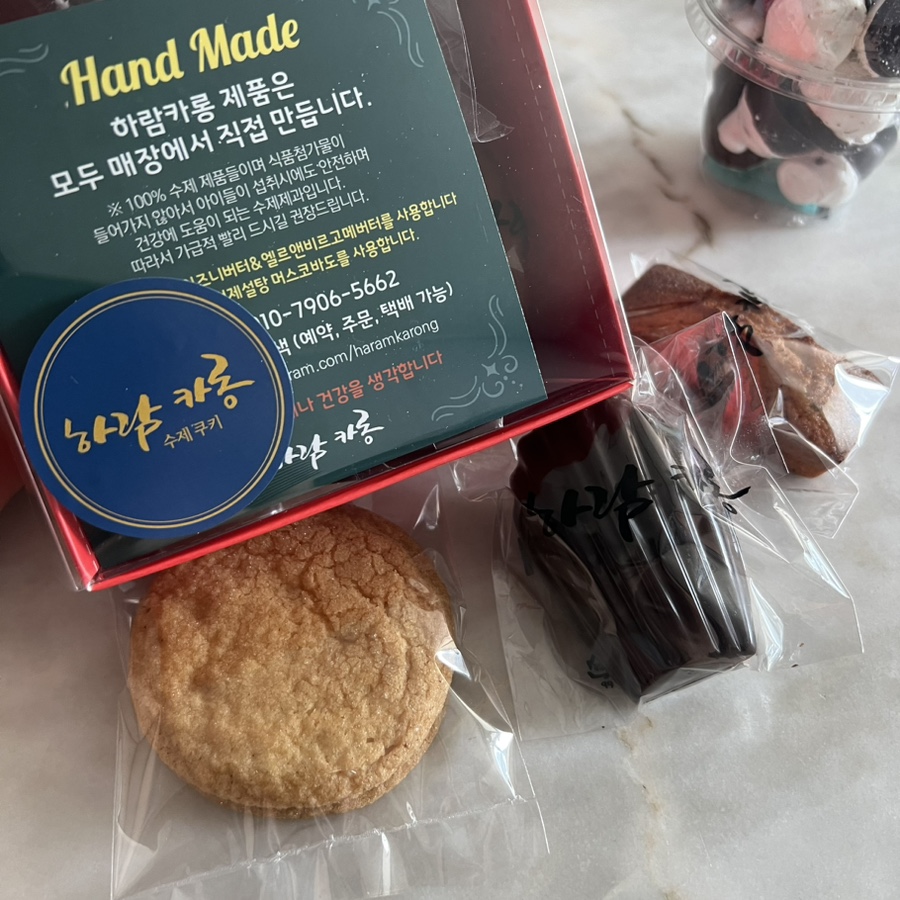 Hand Made
하람카롱 제품은
모두 매장에서 직접 만듭니다.
※ 100% 수제 제품들이며 식품첨가물이
들어가지 않아서 아이들이 섭취시에도 안전하며
건강에 도움이 되는 수제제과입니다.
따라서 가급적 빨리 드시길 권장드립니다.
즈니버터&엘르앤비르고메버터를 사용합니다
제설탕 머스코바도를 사용합니다.
10-7906-5662
색 (예약, 주문, 택배 가능)
ram.com/haramkarong
나 건강을 생각합니다
하람 카롱
하람 카롱
수제 쿠키
하람 카롱